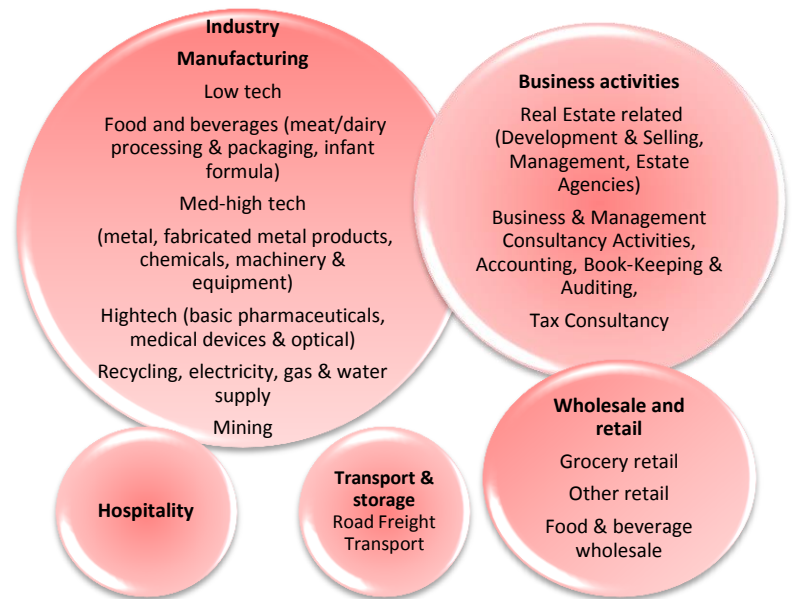 Industry
Manufacturing
Low tech
Food and beverages (meat/dairy
processing & packaging, infant
formula)
Med-high tech
(metal, fabricated metal products,
chemicals, machinery &
equipment)
Hightech (basic pharmaceuticals,
medical devices & optical)
Recycling, electricity, gas & water
supply
Mining
Business activities
Real Estate related
(Development & Selling,
Management, Estate
Agencies)
Business & Management
Consultancy Activities,
Accounting, Book-Keeping &
Auditing,
Tax Consultancy
Hospitality
Transport &
storage
Road Freight
Transport
Wholesale and
retail
Grocery retail
Other retail
Food & beverage
wholesale